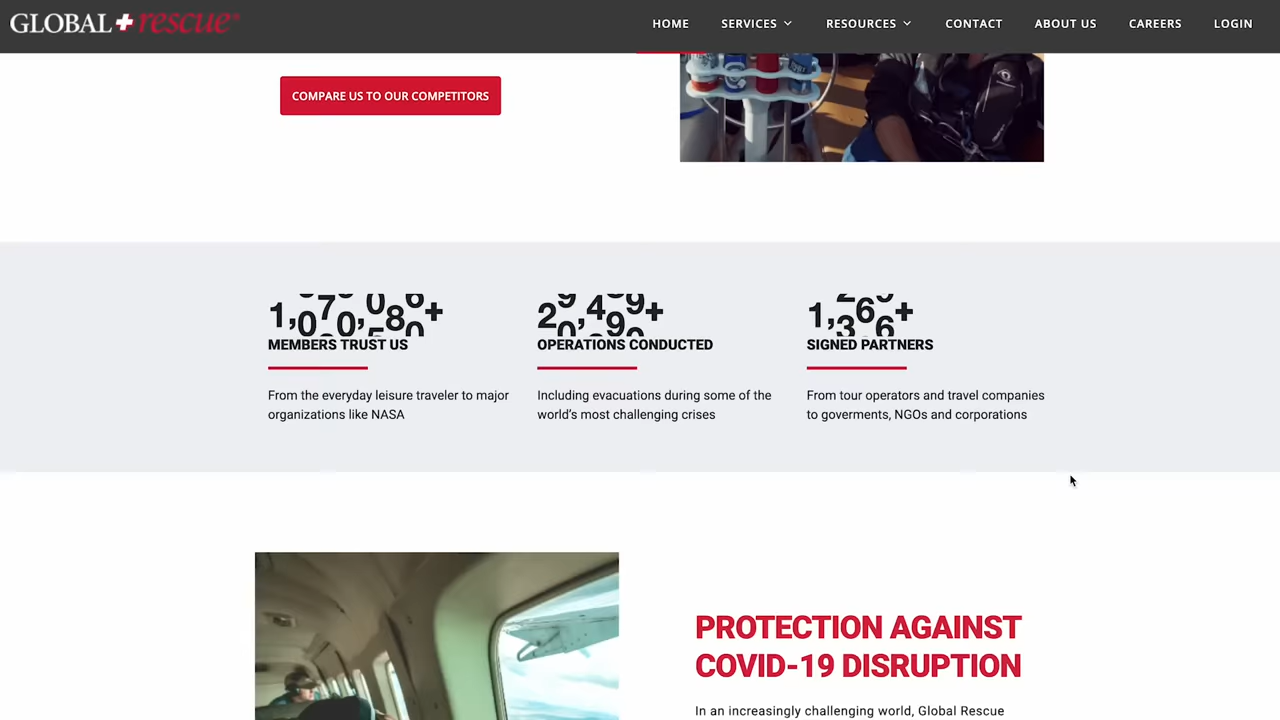 GLOBAL rescue
HOME SERVICES RESOURCES CONTACT ABOUT US CAREERS LOGIN
COMPARE US TO OUR COMPETITORS
MEMBERS TRUST US
From the everyday leisure traveler to major
organizations like NASA
OPERATIONS CONDUCTED
Including evacuations during some of the
world’s most challenging crises
SIGNED PARTNERS
From tour operators and travel companies
to goverments, NGOs and corporations
PROTECTION AGAINST
COVID-19 DISRUPTION
In an increasingly challenging world, Global Rescue